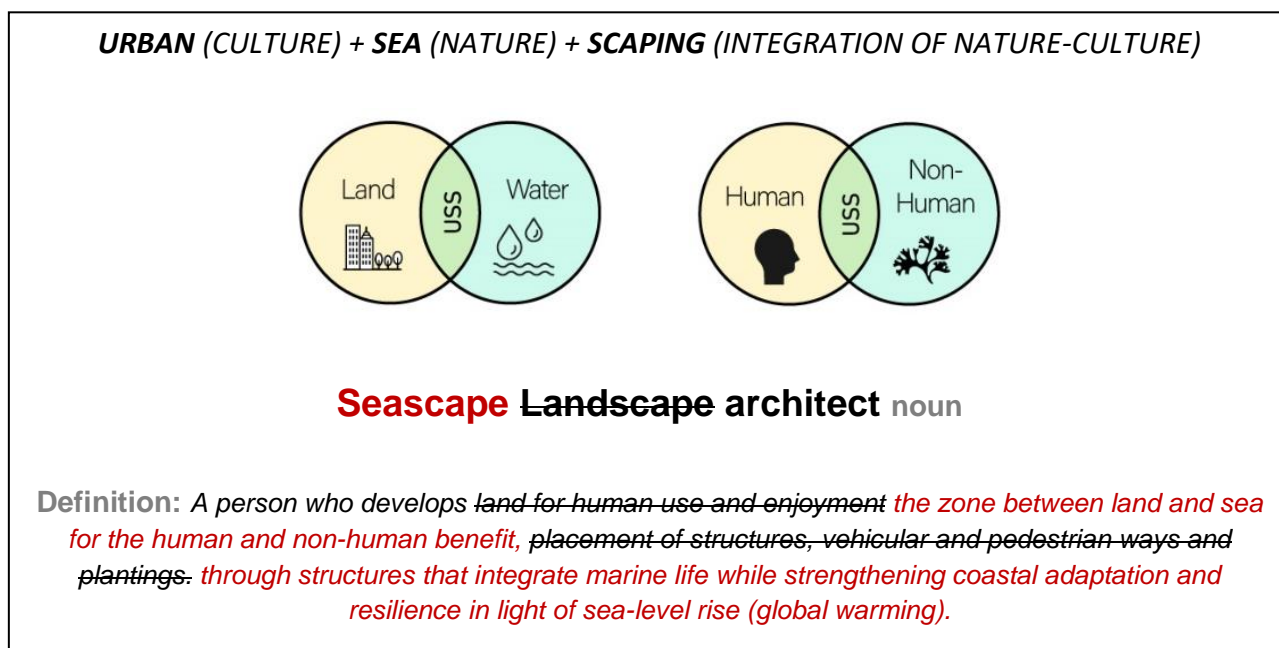 URBAN (CULTURE) + SEA (NATURE) + SCAPING (INTEGRATION OF NATURE-CULTURE)
Land
USS
Water
Human
USS
Non-
Human
Seascape Landscape architect noun
Definition: A person who develops land for human use and enjoyment the zone between land and sea
for the human and non-human benefit, placement of structures, vehicular and pedestrian ways and
plantings. through structures that integrate marine life while strengthening coastal adaptation and
resilience in light of sea-level rise (global warming).